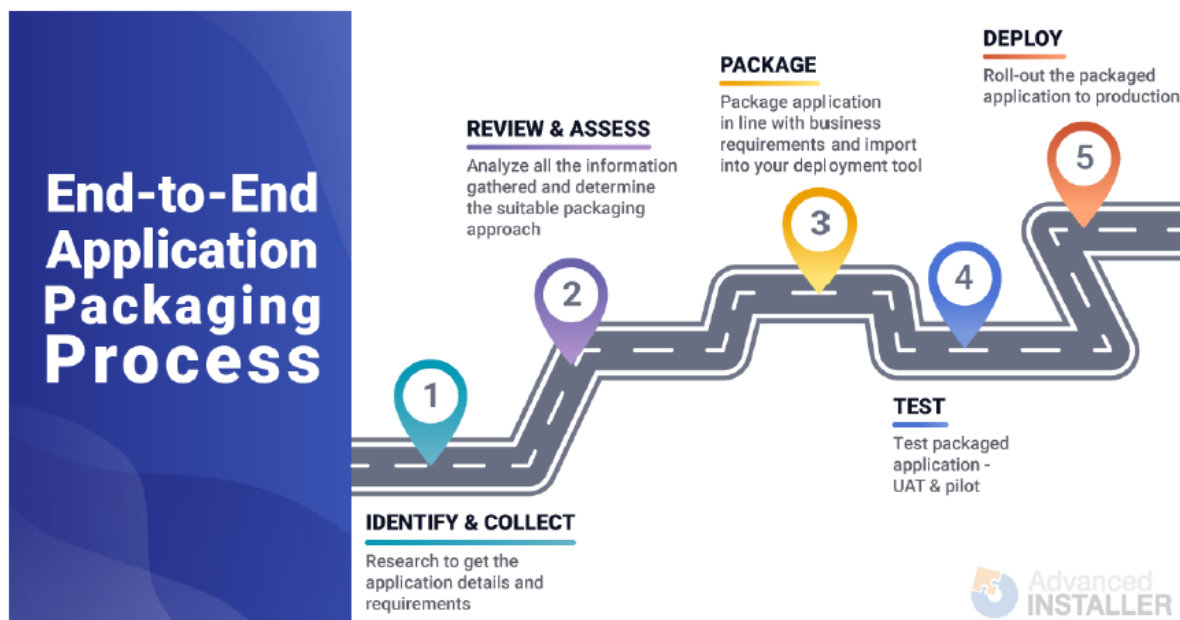 End-to-End
Application
Packaging
Process
1
IDENTIFY & COLLECT
Research to get the
application details and
requirements
2
REVIEW & ASSESS
Analyze all the information
gathered and determine
the suitable packaging
approach
3
PACKAGE
Package application
in line with business
requirements and import
into your deployment tool
4
TEST
Test packaged
application -
UAT & pilot
5
DEPLOY
Roll-out the packaged
application to production
Advanced
INSTALLER